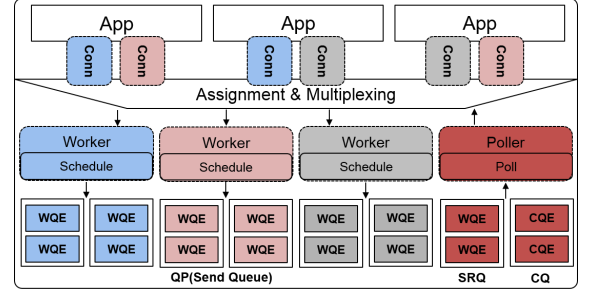 App App App
Conn Conn Conn Conn Conn Conn
Assignment & Multiplexing
Worker Worker Worker Poller
Schedule Schedule Schedule Poll
WQE WQE WQE WQE WQE WQE WQE CQE
WQE WQE WQE WQE WQE WQE WQE CQE
QP(Send Queue) SRQ CQ